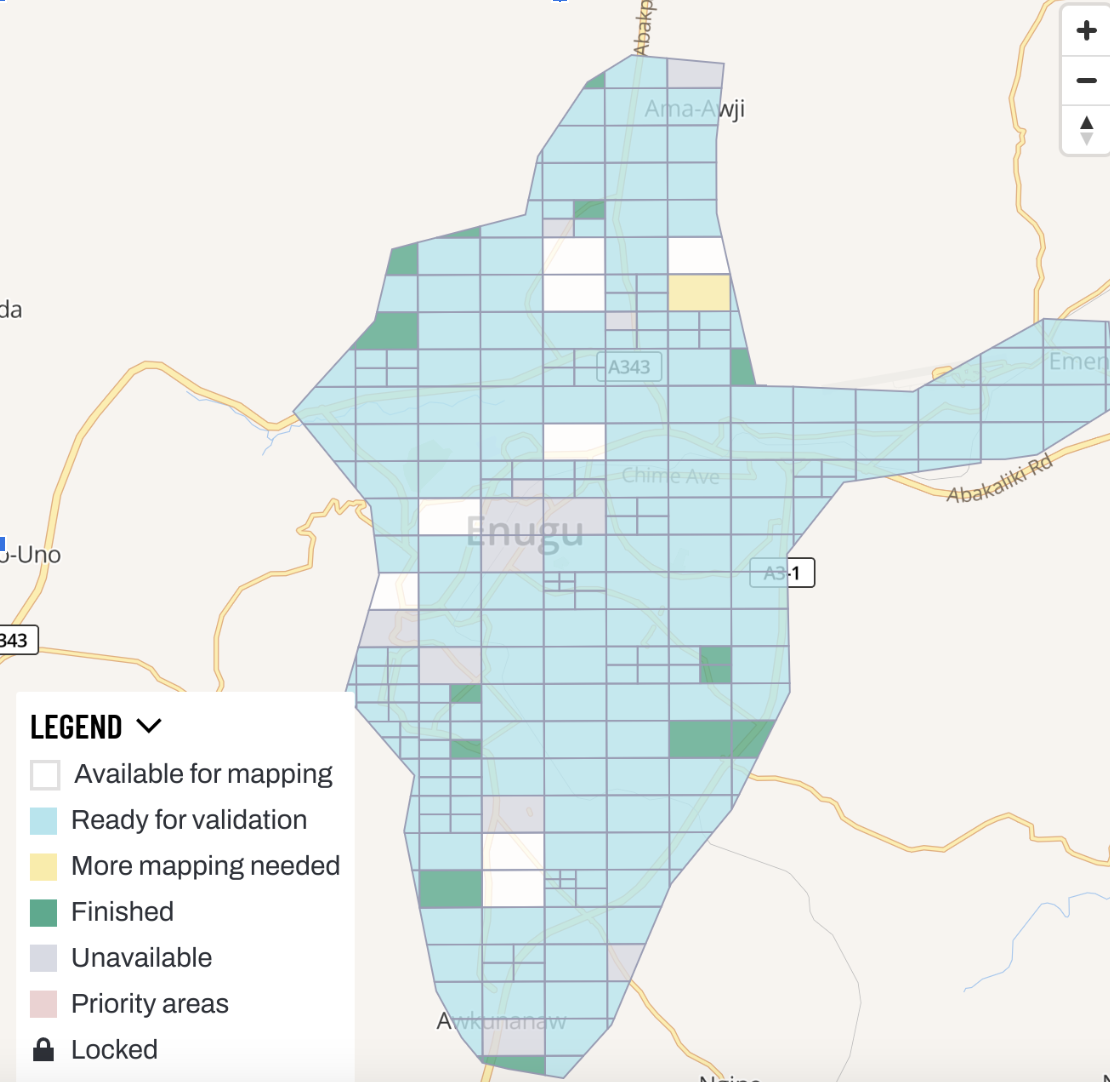 Abakp
+
−
Ama-Awji
da
A343
Emen
Chime Ave
Abakaliki Rd
Enugu
o-Uno
A3-1
343
LEGEND
Available for mapping
Ready for validation
More mapping needed
Finished
Unavailable
Priority areas
Locked
Awkunanaw